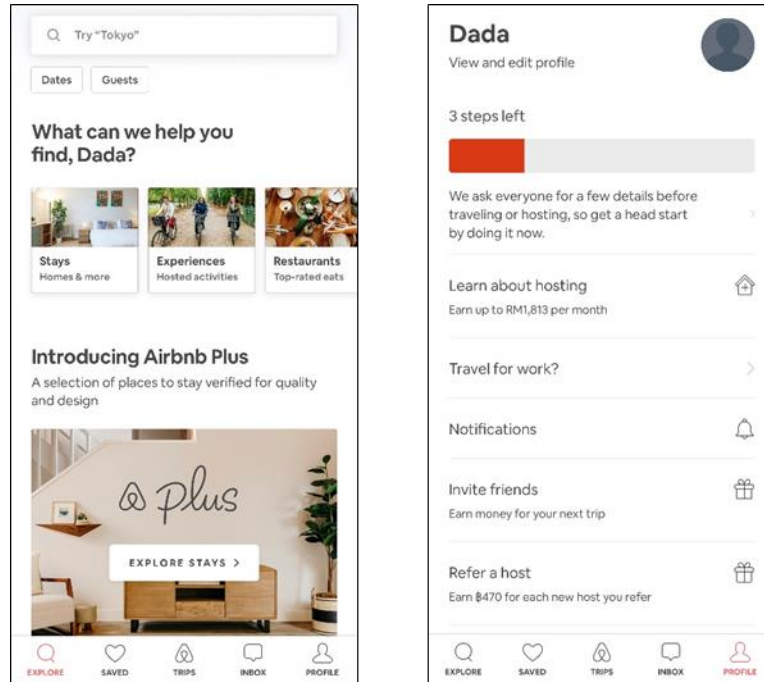 Try "Tokyo"
Dates Guests
What can we help you
find, Dada?
Stays Experiences Restaurants
Homes & more Hosted activities Top-rated eats
Introducing Airbnb Plus
A selection of places to stay verified for quality
and design
plus
EXPLORE STAYS >
EXPLORE SAVED TRIPS INBOX PROFILE
Dada
View and edit profile
3 steps left
We ask everyone for a few details before
traveling or hosting, so get a head start
by doing it now.
Learn about hosting
Earn up to RM1,813 per month
Travel for work?
Notifications
Invite friends
Earn money for your next trip
Refer a host
Earn ฿470 for each new host you refer
EXPLORE SAVED TRIPS INBOX PROFILE